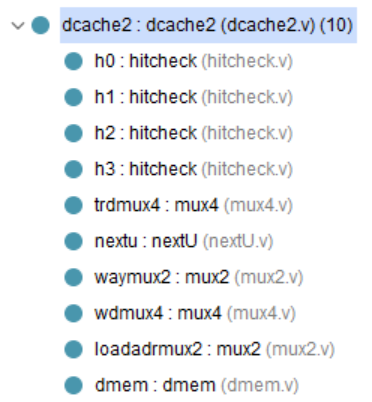 dcache2 : dcache2 (dcache2.v) (10)
h0 : hitcheck (hitcheck.v)
h1 : hitcheck (hitcheck.v)
h2 : hitcheck (hitcheck.v)
h3 : hitcheck (hitcheck.v)
trdmux4 : mux4 (mux4.v)
nextu : nextU (nextU.v)
waymux2 : mux2 (mux2.v)
wdmux4 : mux4 (mux4.v)
loadadrmux2 : mux2 (mux2.v)
dmem : dmem (dmem.v)